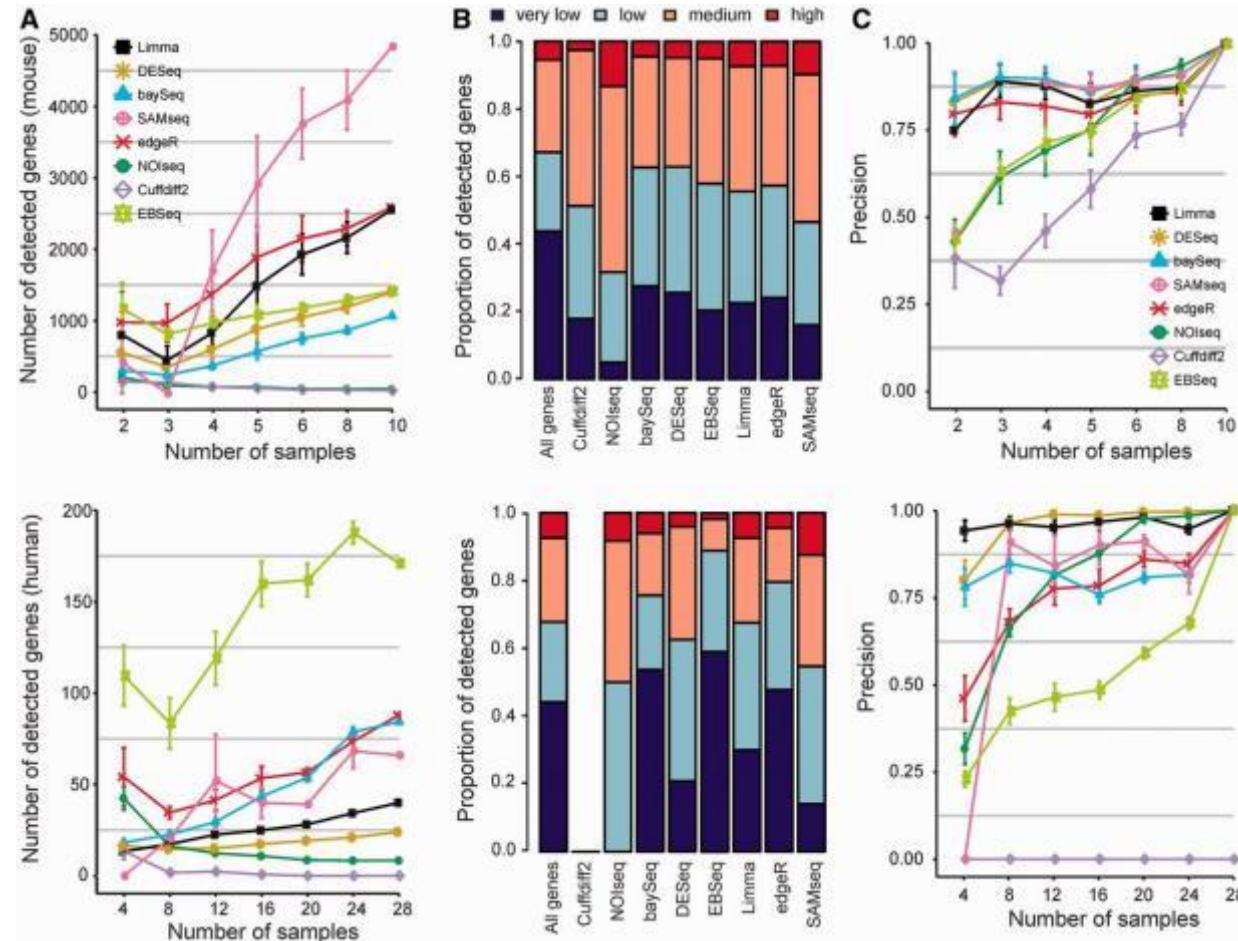 A
Number of detected genes (mouse)
5000
4000
3000
2000
1000
0
Limma
DESeq
baySeq
SAMseq
edgeR
NOIseq
Cuffdiff2
EBSeq
2 3 4 5 6 8 10
Number of samples
B
very low low medium high
Proportion of detected genes
1.0
0.8
0.6
0.4
0.2
0.0
All genes
Cuffdiff2
NOIseq
baySeq
DESeq
EBSeq
Limma
edgeR
SAMseq
C
Precision
1.00
0.75
0.50
0.25
0.00
Limma
DESeq
baySeq
SAMseq
edgeR
NOIseq
Cuffdiff2
EBSeq
2 3 4 5 6 8 10
Number of samples
Number of detected genes (human)
200
150
100
50
0
4 8 12 16 20 24 28
Number of samples
Proportion of detected genes
1.0
0.8
0.6
0.4
0.2
0.0
All genes
Cuffdiff2
NOIseq
baySeq
DESeq
EBSeq
Limma
edgeR
SAMseq
Precision
1.00
0.75
0.50
0.25
0.00
4 8 12 16 20 24 28
Number of samples